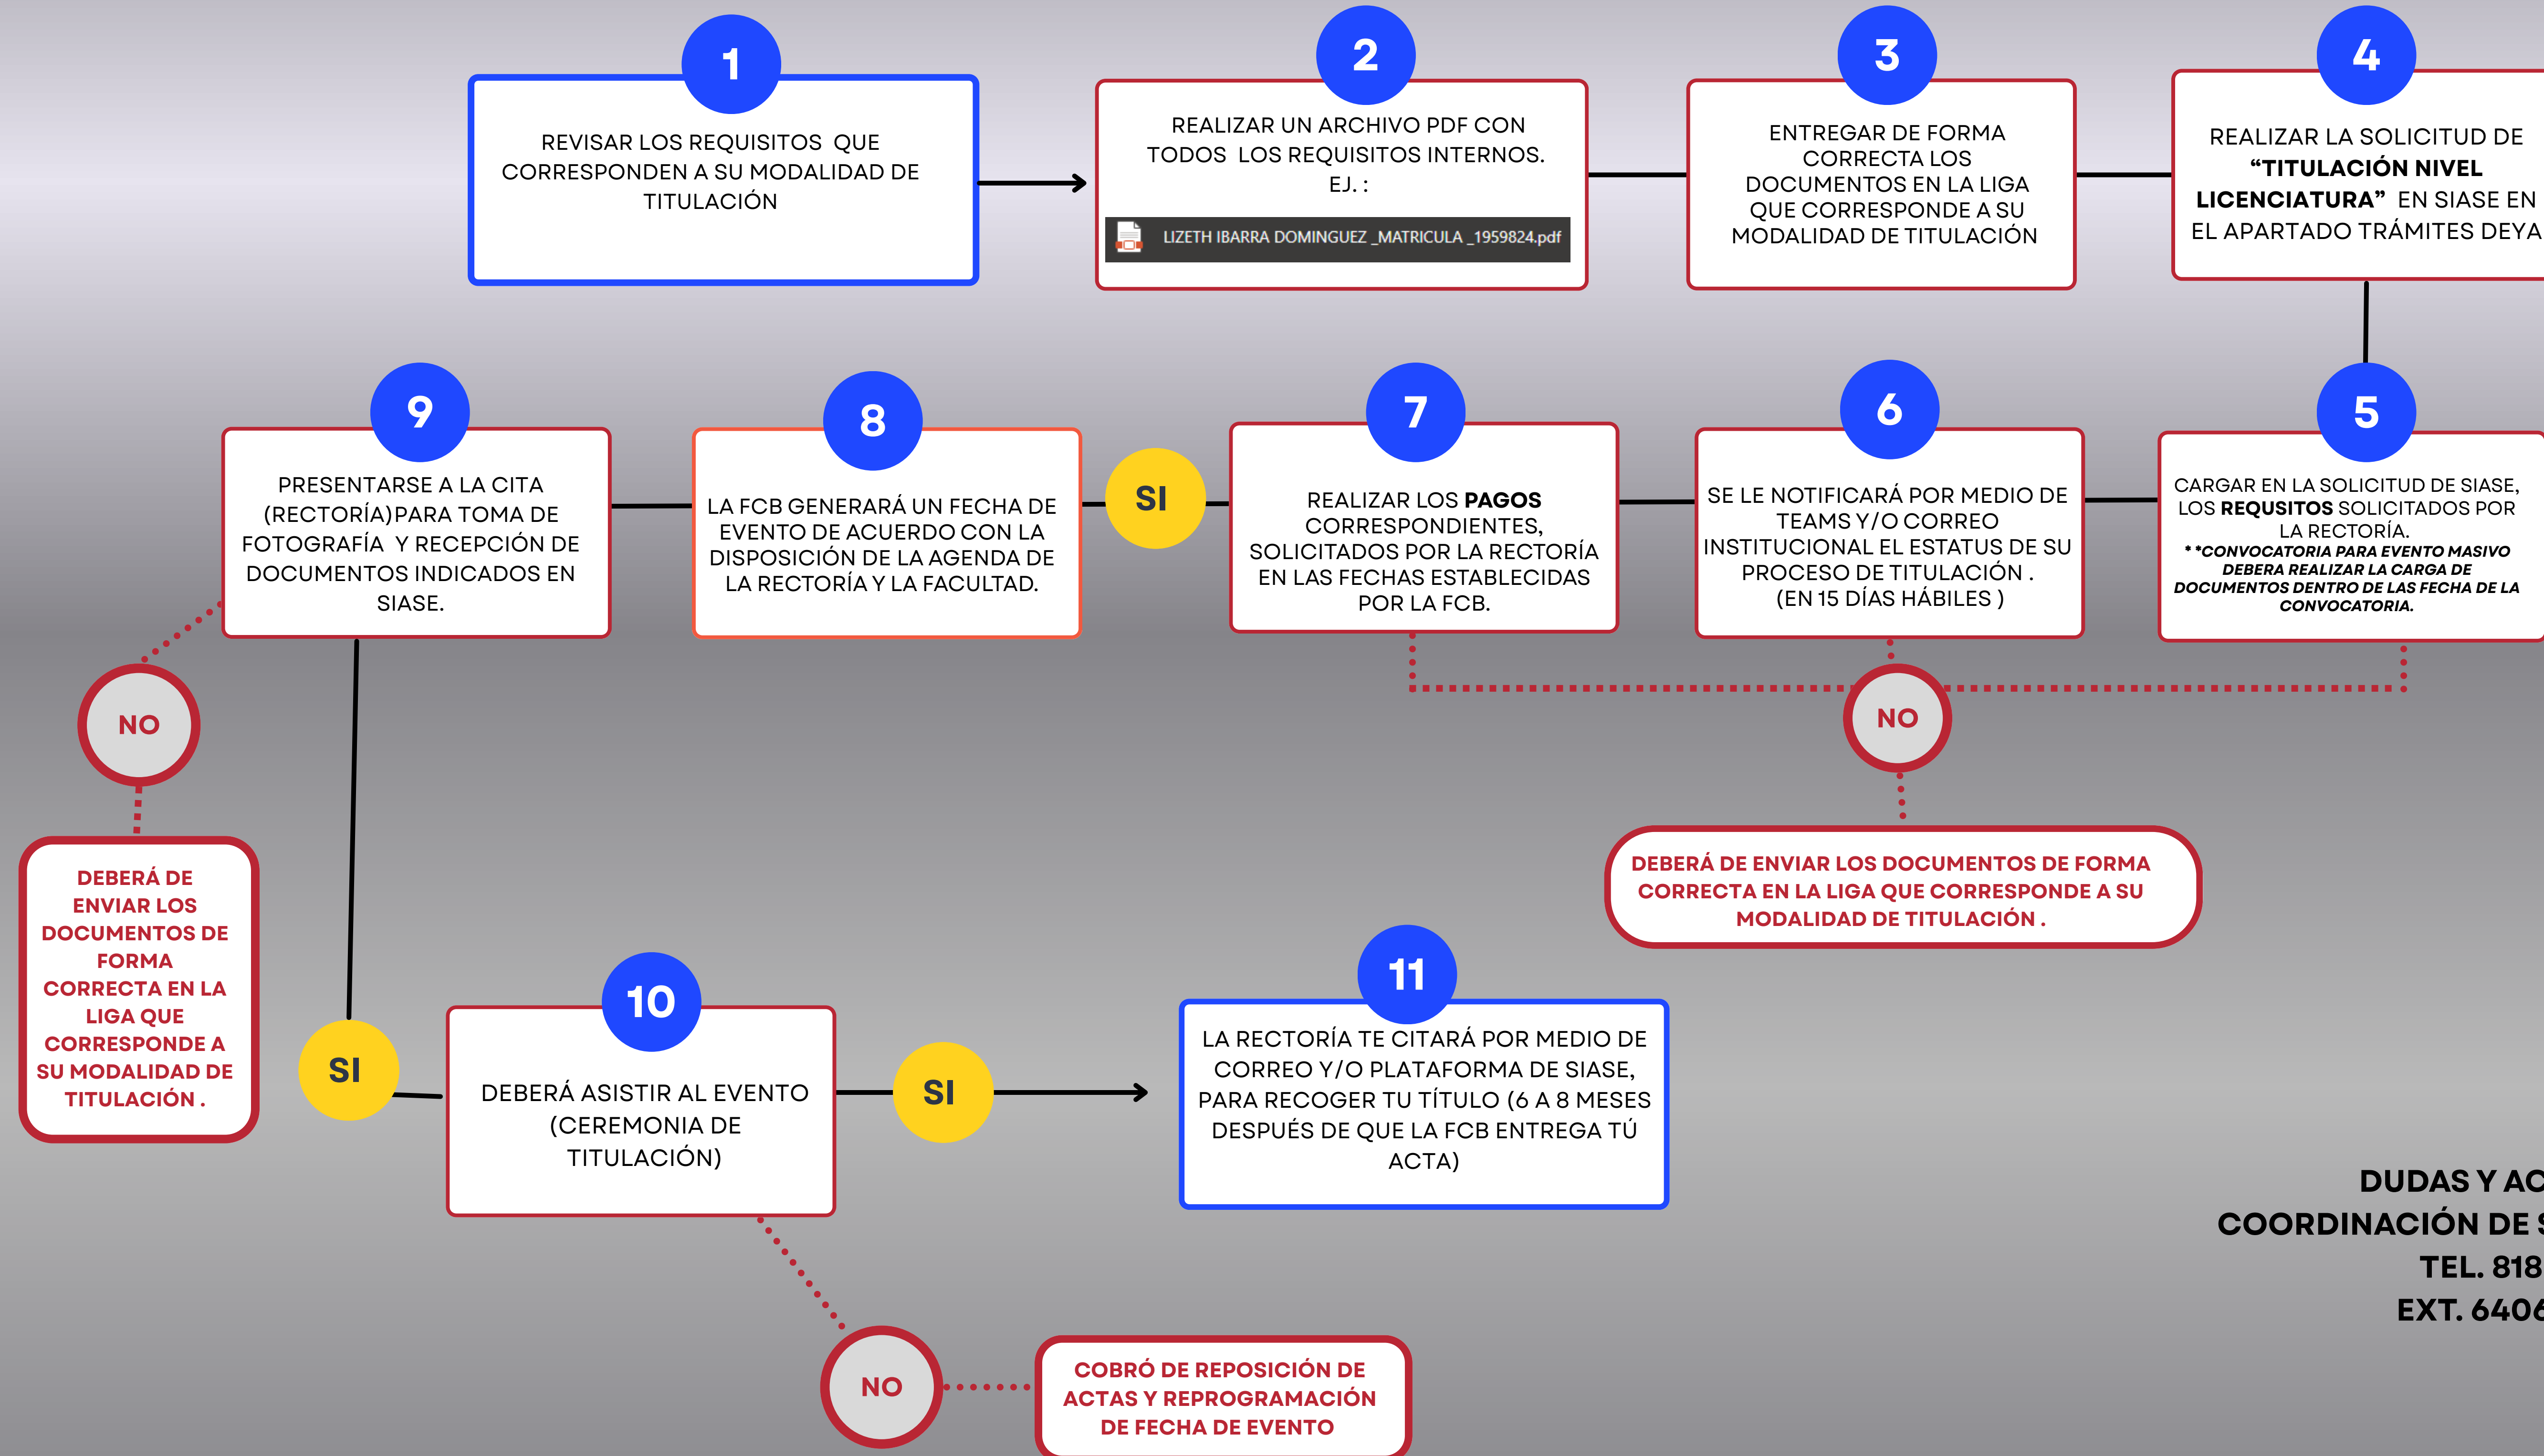 1
REVISAR LOS REQUISITOS QUE
CORRESPONDEN A SU MODALIDAD DE
TITULACIÓN
2
REALIZAR UN ARCHIVO PDF CON
TODOS LOS REQUISITOS INTERNOS.
EJ. :
LIZETH IBARRA DOMINGUEZ _MATRICULA _1959824.pdf
3
ENTREGAR DE FORMA
CORRECTA LOS
DOCUMENTOS EN LA LIGA
QUE CORRESPONDE A SU
MODALIDAD DE TITULACIÓN
4
REALIZAR LA SOLICITUD DE
“TITULACIÓN NIVEL
LICENCIATURA” EN SIASE EN
EL APARTADO TRÁMITES DEYA
5
CARGAR EN LA SOLICITUD DE SIASE,
LOS REQUSITOS SOLICITADOS POR
LA RECTORÍA.
* *CONVOCATORIA PARA EVENTO MASIVO
DEBERA REALIZAR LA CARGA DE
DOCUMENTOS DENTRO DE LAS FECHA DE LA
CONVOCATORIA.
6
SE LE NOTIFICARÁ POR MEDIO DE
TEAMS Y/O CORREO
INSTITUCIONAL EL ESTATUS DE SU
PROCESO DE TITULACIÓN .
(EN 15 DÍAS HÁBILES )
7
REALIZAR LOS PAGOS
CORRESPONDIENTES,
SOLICITADOS POR LA RECTORÍA
EN LAS FECHAS ESTABLECIDAS
POR LA FCB.
NO
DEBERÁ DE ENVIAR LOS DOCUMENTOS DE FORMA
CORRECTA EN LA LIGA QUE CORRESPONDE A SU
MODALIDAD DE TITULACIÓN .
SI
8
LA FCB GENERARÁ UN FECHA DE
EVENTO DE ACUERDO CON LA
DISPOSICIÓN DE LA AGENDA DE
LA RECTORÍA Y LA FACULTAD.
9
PRESENTARSE A LA CITA
(RECTORÍA)PARA TOMA DE
FOTOGRAFÍA Y RECEPCIÓN DE
DOCUMENTOS INDICADOS EN
SIASE.
NO
DEBERÁ DE
ENVIAR LOS
DOCUMENTOS DE
FORMA
CORRECTA EN LA
LIGA QUE
CORRESPONDE A
SU MODALIDAD DE
TITULACIÓN .
SI
10
DEBERÁ ASISTIR AL EVENTO
(CEREMONIA DE
TITULACIÓN)
NO
COBRÓ DE REPOSICIÓN DE
ACTAS Y REPROGRAMACIÓN
DE FECHA DE EVENTO
SI
11
LA RECTORÍA TE CITARÁ POR MEDIO DE
CORREO Y/O PLATAFORMA DE SIASE,
PARA RECOGER TU TÍTULO (6 A 8 MESES
DESPUÉS DE QUE LA FCB ENTREGA TÚ
ACTA)
DUDAS Y AC
COORDINACIÓN DE
TEL. 818
EXT. 6406